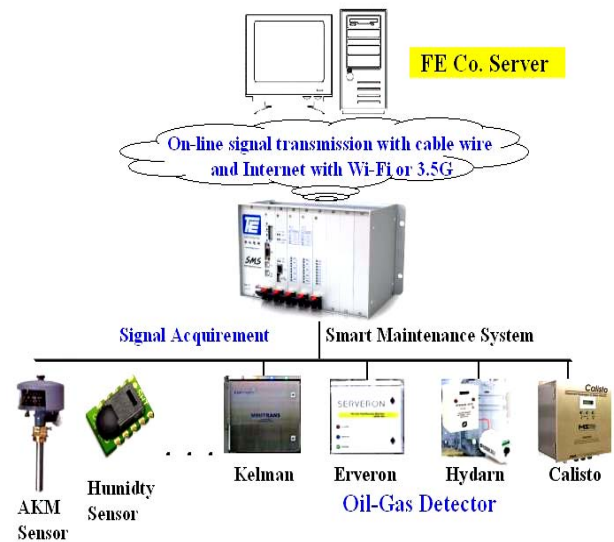 FE Co. Server
On-line signal transmission with cable wire
and Internet with Wi-Fi or 3.5G
TE
SMS
Signal Acquirement
Smart Maintenance System
SERVERON
Calisto
. . .
AKM
Sensor
Humidty
Sensor
Kelman
Erveron
Hydarn
Calisto
Oil-Gas Detector